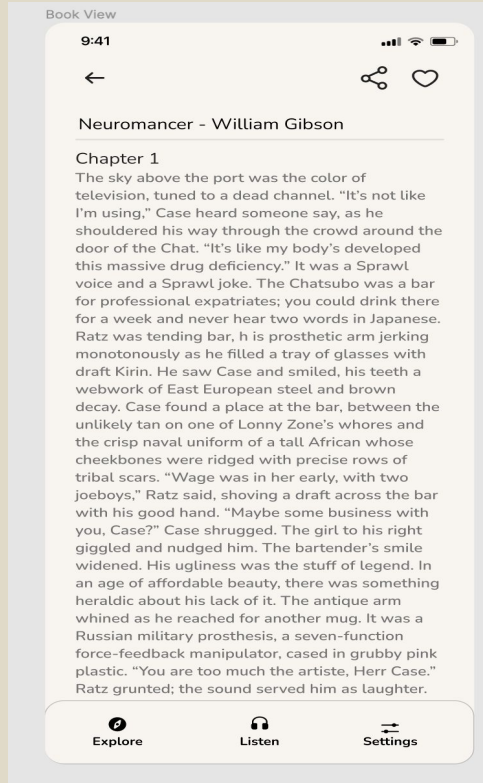 Book View
9:41
Neuromancer - William Gibson
Chapter 1
The sky above the port was the color of
television, tuned to a dead channel. “It’s not like
I’m using,” Case heard someone say, as he
shouldered his way through the crowd around the
door of the Chat. “It’s like my body’s developed
this massive drug deficiency.” It was a Sprawl
voice and a Sprawl joke. The Chatsubo was a bar
for professional expatriates; you could drink there
for a week and never hear two words in Japanese.
Ratz was tending bar, h is prosthetic arm jerking
monotonously as he filled a tray of glasses with
draft Kirin. He saw Case and smiled, his teeth a
webwork of East European steel and brown
decay. Case found a place at the bar, between the
unlikely tan on one of Lonny Zone’s whores and
the crisp naval uniform of a tall African whose
cheekbones were ridged with precise rows of
tribal scars. “Wage was in her early, with two
joeboys,” Ratz said, shoving a draft across the bar
with his good hand. “Maybe some business with
you, Case?” Case shrugged. The girl to his right
giggled and nudged him. The bartender’s smile
widened. His ugliness was the stuff of legend. In
an age of affordable beauty, there was something
heraldic about his lack of it. The antique arm
whined as he reached for another mug. It was a
Russian military prosthesis, a seven-function
force-feedback manipulator, cased in grubby pink
plastic. “You are too much the artiste, Herr Case.”
Ratz grunted; the sound served him as laughter.
Explore Listen Settings